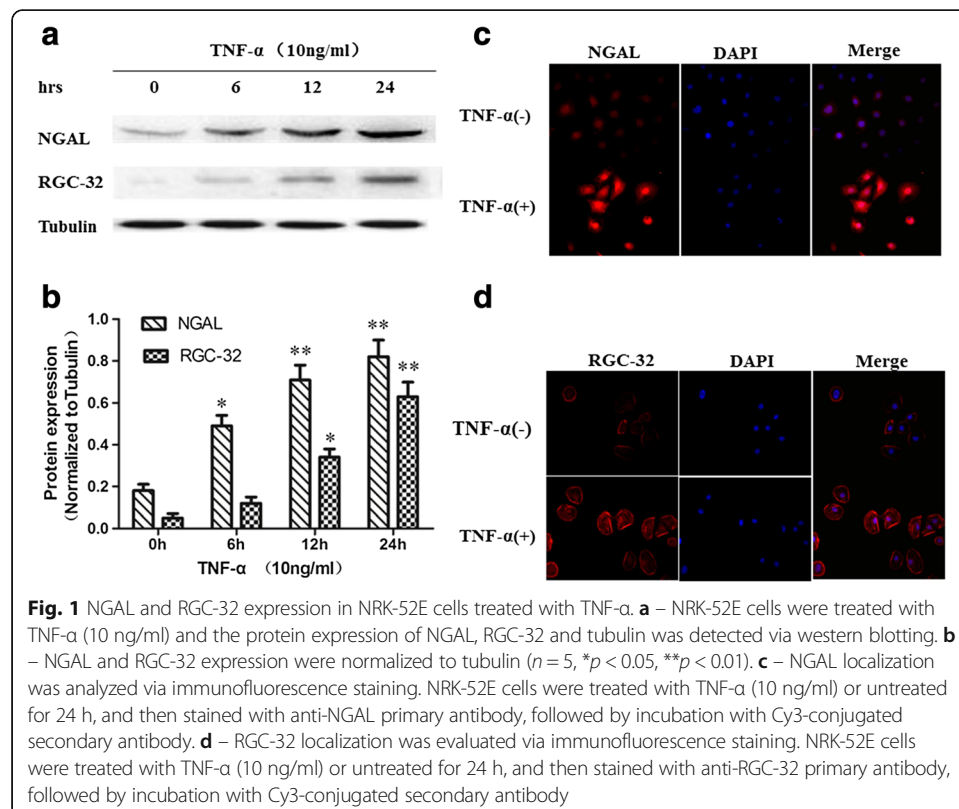 a
TNF-α （10ng/ml）
hrs 0 6 12 24
NGAL
RGC-32
Tubulin
b
Protein expression
(Normalized toTubulin)
1.0
0.8
0.6
0.4
0.2
0.0
NGAL
RGC-32
*
**
*
**
**
0h 6h 12h 24h
TNF-α （10ng/ml）
c
NGAL DAPI Merge
TNF-α(-)
TNF-α(+)
d
RGC-32 DAPI Merge
TNF-α(-)
TNF-α(+)
Fig. 1 NGAL and RGC-32 expression in NRK-52E cells treated with TNF-α. a – NRK-52E cells were treated with
TNF-α (10 ng/ml) and the protein expression of NGAL, RGC-32 and tubulin was detected via western blotting. b
– NGAL and RGC-32 expression were normalized to tubulin (n = 5, *p < 0.05, **p < 0.01). c – NGAL localization
was analyzed via immunofluorescence staining. NRK-52E cells were treated with TNF-α (10 ng/ml) or untreated
for 24 h, and then stained with anti-NGAL primary antibody, followed by incubation with Cy3-conjugated
secondary antibody. d – RGC-32 localization was evaluated via immunofluorescence staining. NRK-52E cells
were treated with TNF-α (10 ng/ml) or untreated for 24 h, and then stained with anti-RGC-32 primary antibody,
followed by incubation with Cy3-conjugated secondary antibody